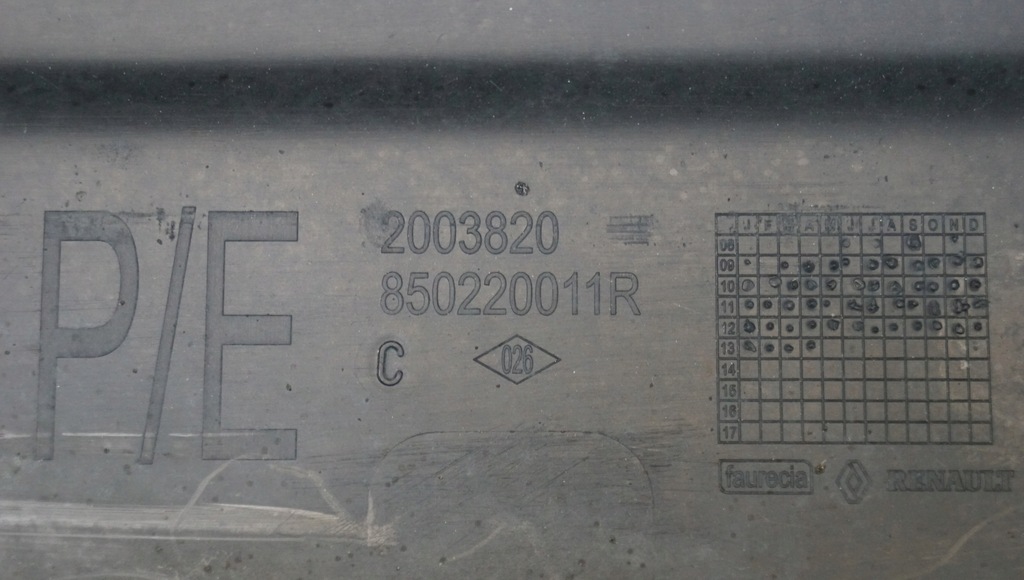 P/E
2003820
850220011R
C
026
J F M A M J J A S O N D
08
09
10
11
12
13
14
15
16
17
faurecia
RENAULT